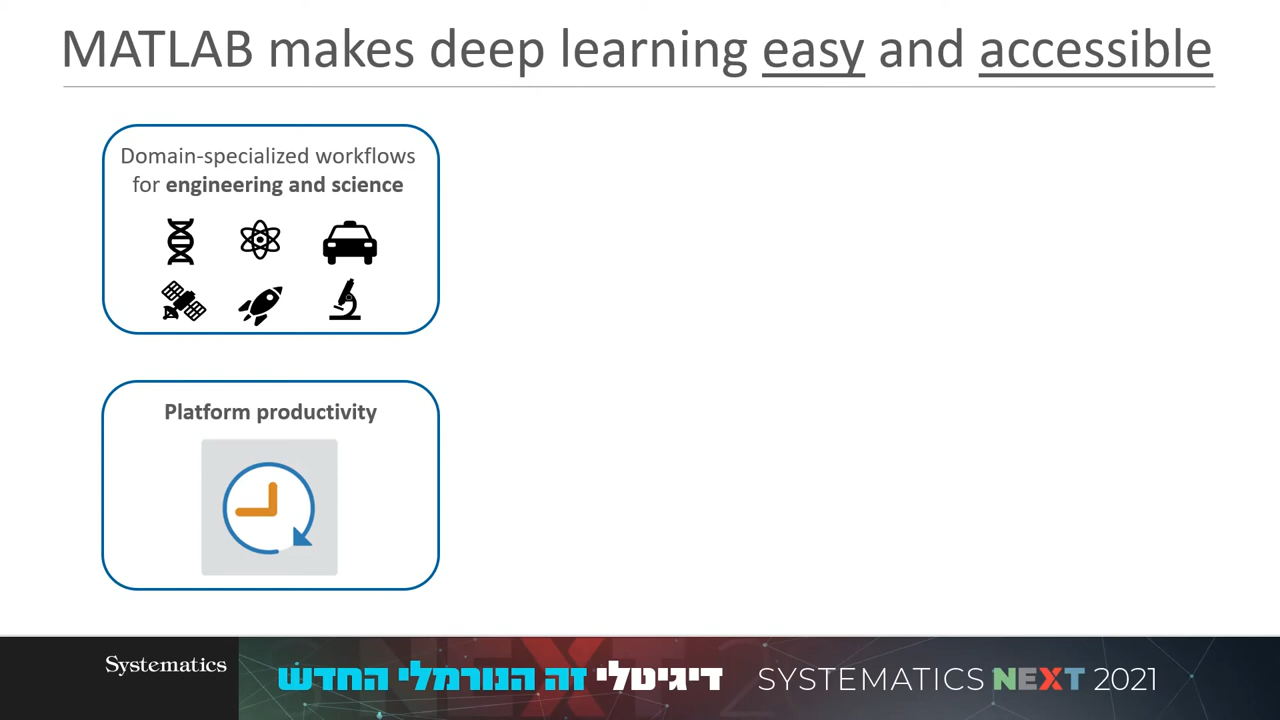 MATLAB makes deep learning easy and accessible
Domain-specialized workflows
for engineering and science
Platform productivity
Systematics
דיגיטלי זה הנורמלי החדש
SYSTEMATICS NEXT 2021